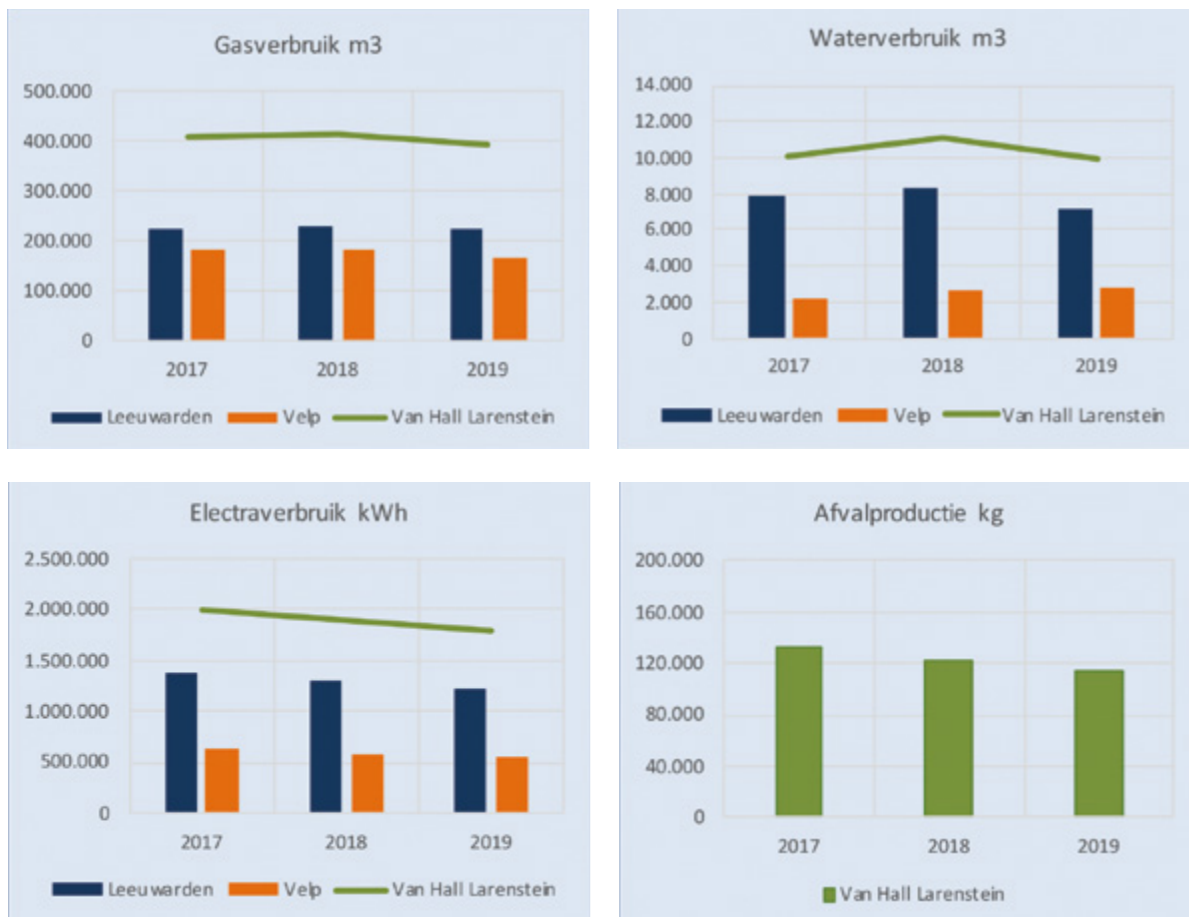 Gasverbruik m3
500.000
400.000
300.000
200.000
100.000
0
2017 2018 2019
Leeuwarden Velp Van Hall Larenstein
Waterverbruik m3
14.000
12.000
10.000
8.000
6.000
4.000
2.000
0
2017 2018 2019
Leeuwarden Velp Van Hall Larenstein
Electraverbruik kWh
2.500.000
2.000.000
1.500.000
1.000.000
500.000
0
2017 2018 2019
Leeuwarden Velp Van Hall Larenstein
Afvalproductie kg
200.000
160.000
120.000
80.000
40.000
0
2017 2018 2019
Van Hall Larenstein